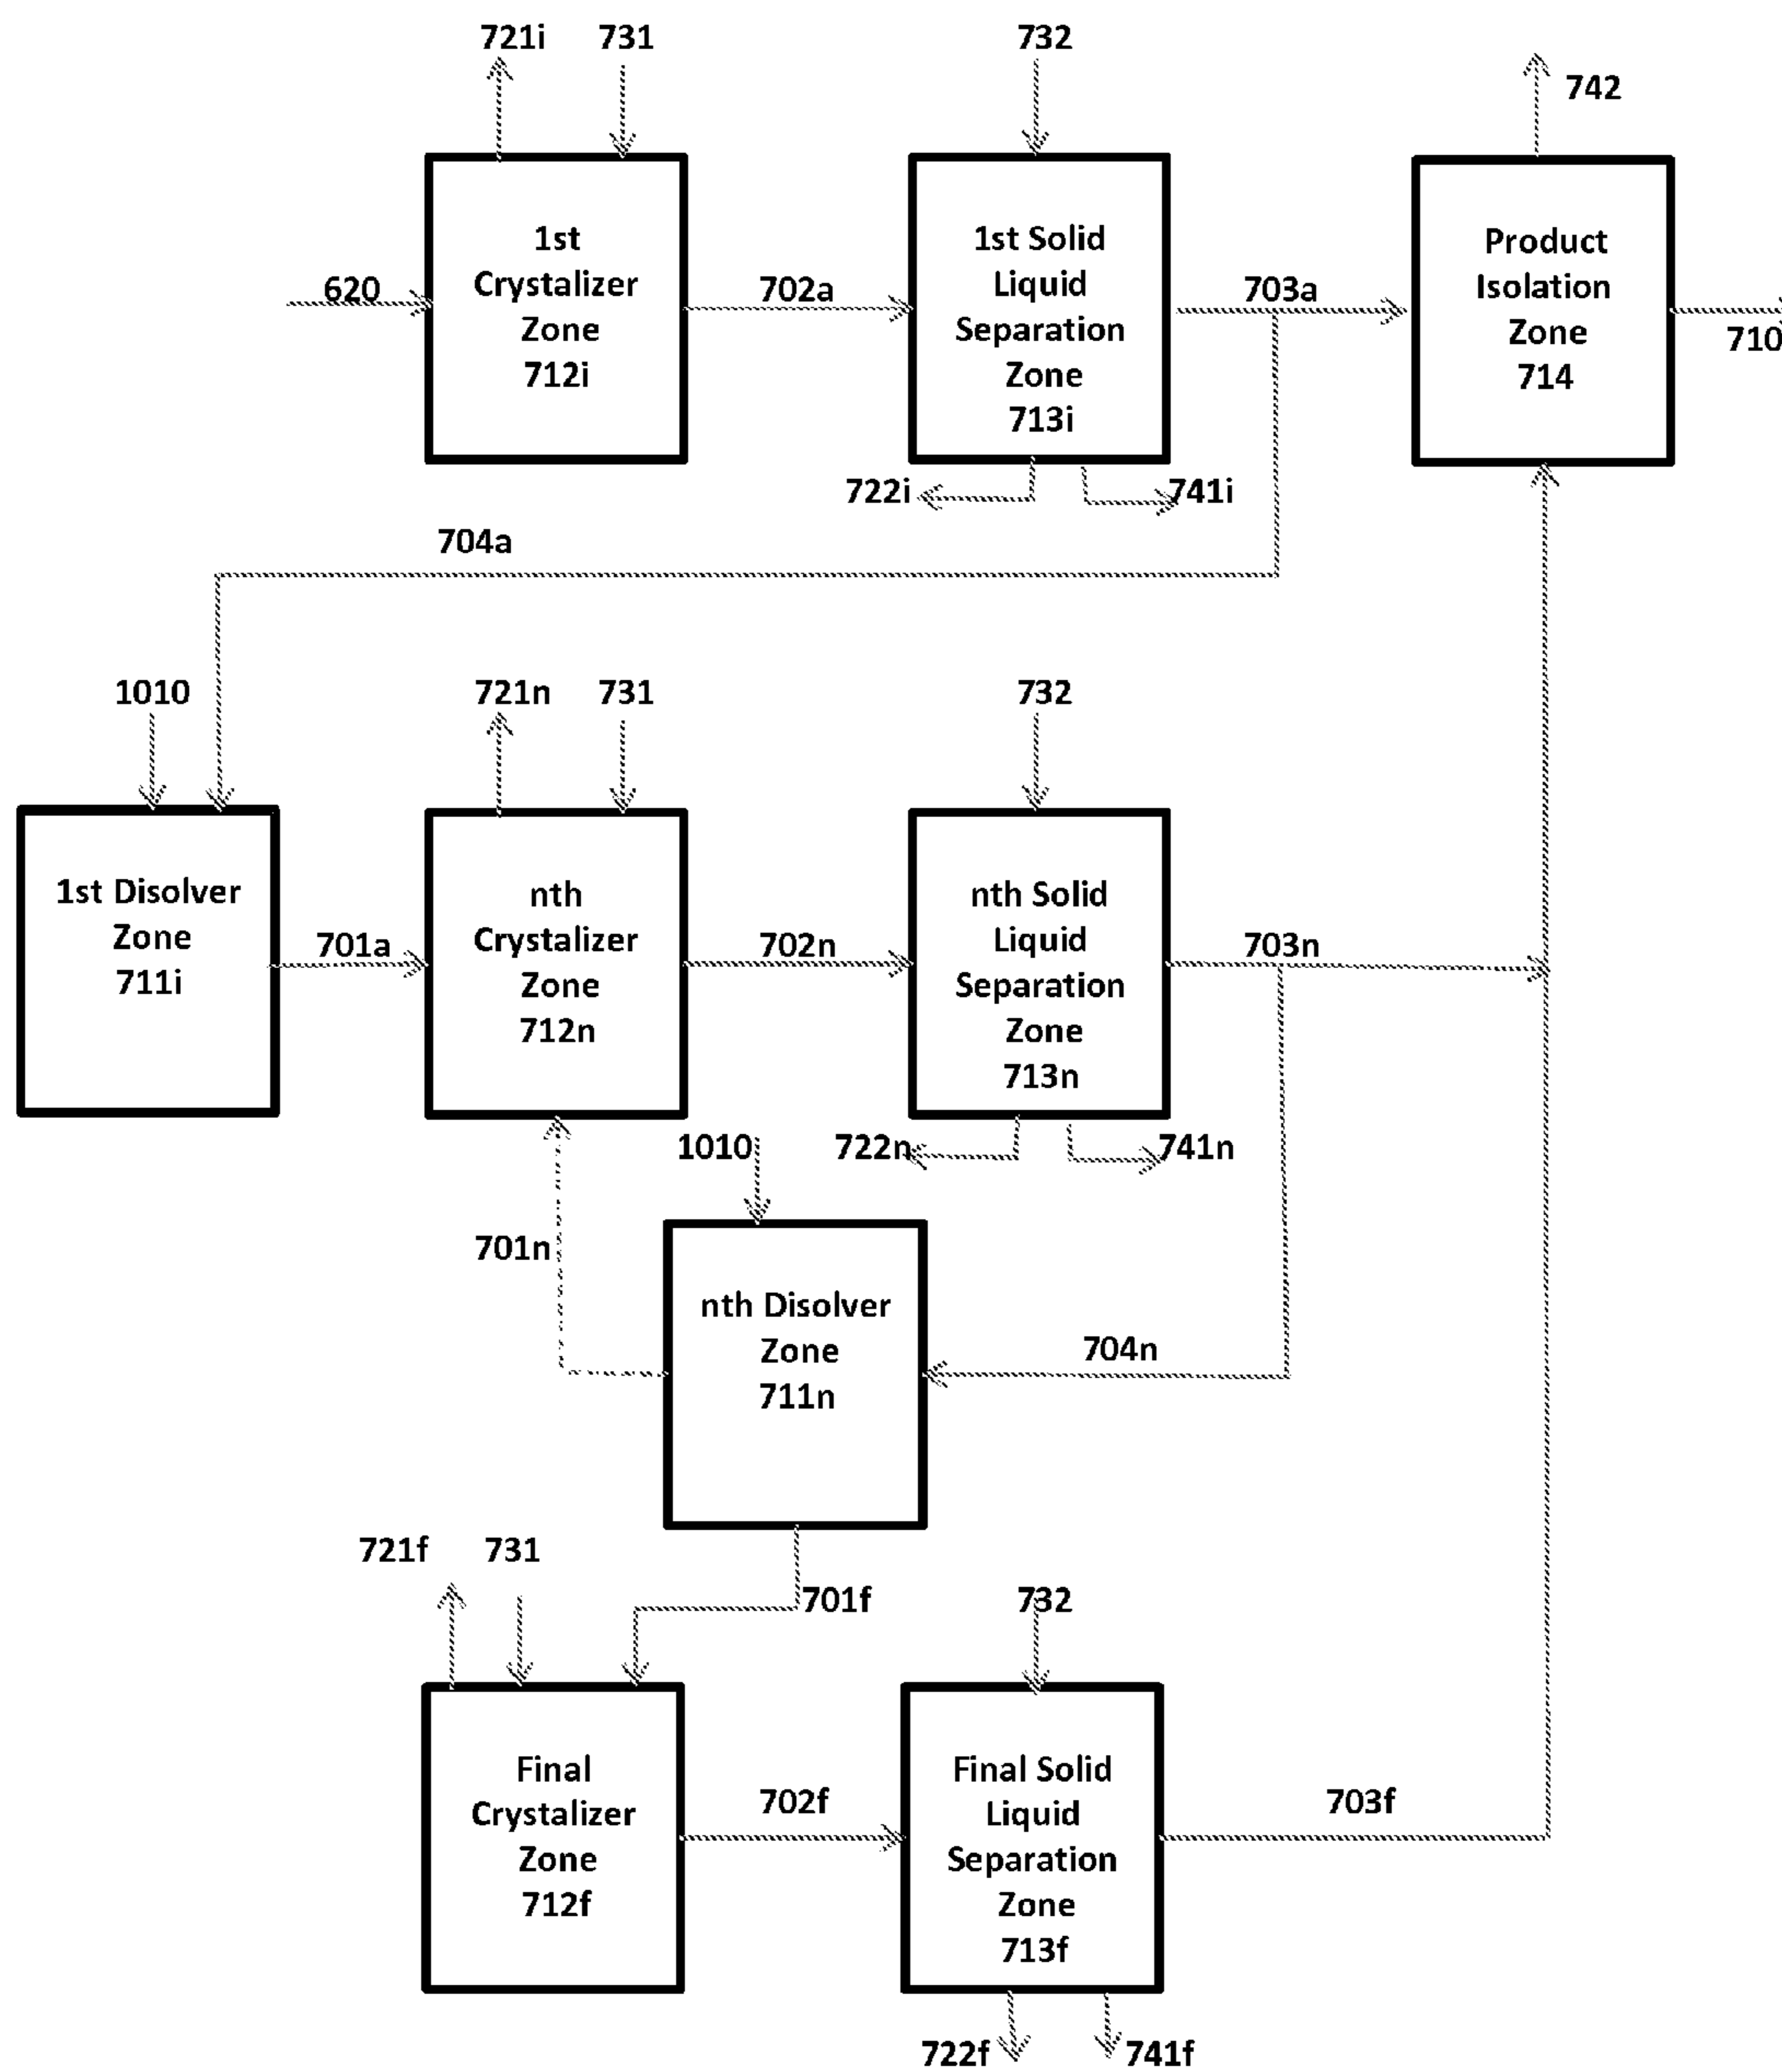 721i
731
732
742
620
1st
Crystalizer
Zone
712i
702a
1st Solid
Liquid
Separation
Zone
713i
703a
Product
Isolation
Zone
714
710
722i
741i
704a
1010
721n
731
732
1st Disolver
Zone
711i
701a
nth
Crystalizer
Zone
712n
702n
nth Solid
Liquid
Separation
Zone
713n
703n
1010
722n
741n
701n
nth Disolver
Zone
711n
704n
721f
731
701f
732
Final
Crystalizer
Zone
712f
702f
Final Solid
Liquid
Separation
Zone
713f
703f
722f
741f